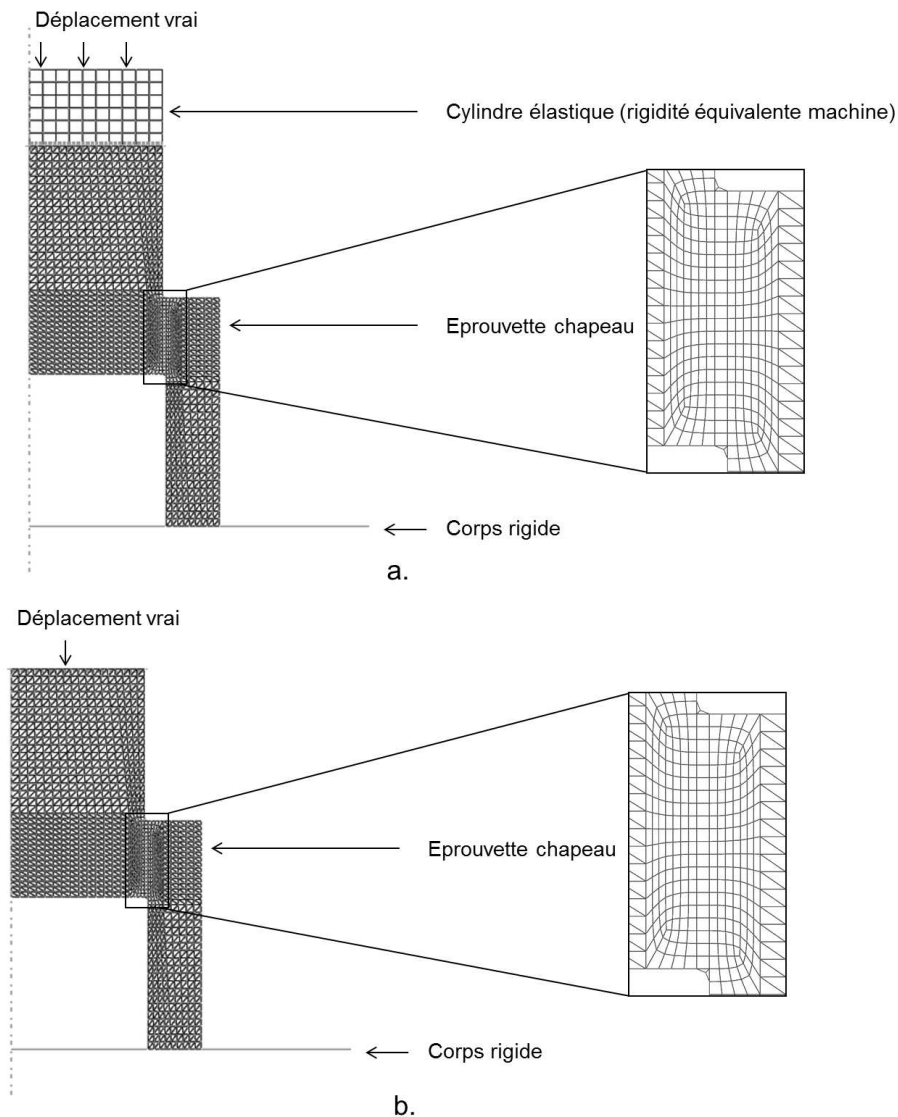 Déplacement vrai
Cylindre élastique (rigidité équivalente machine)
Eprouvette chapeau
Corps rigide
a.
Déplacement vrai
Eprouvette chapeau
Corps rigide
b.